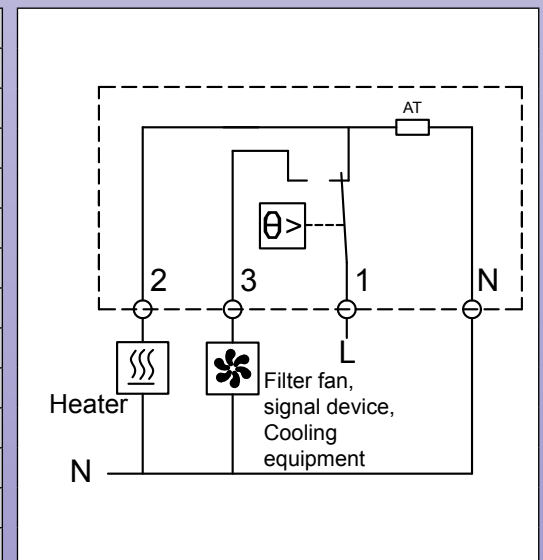 AT
θ>
2
3
1
N
L
Heater
Filter fan,
signal device,
Cooling
equipment
N